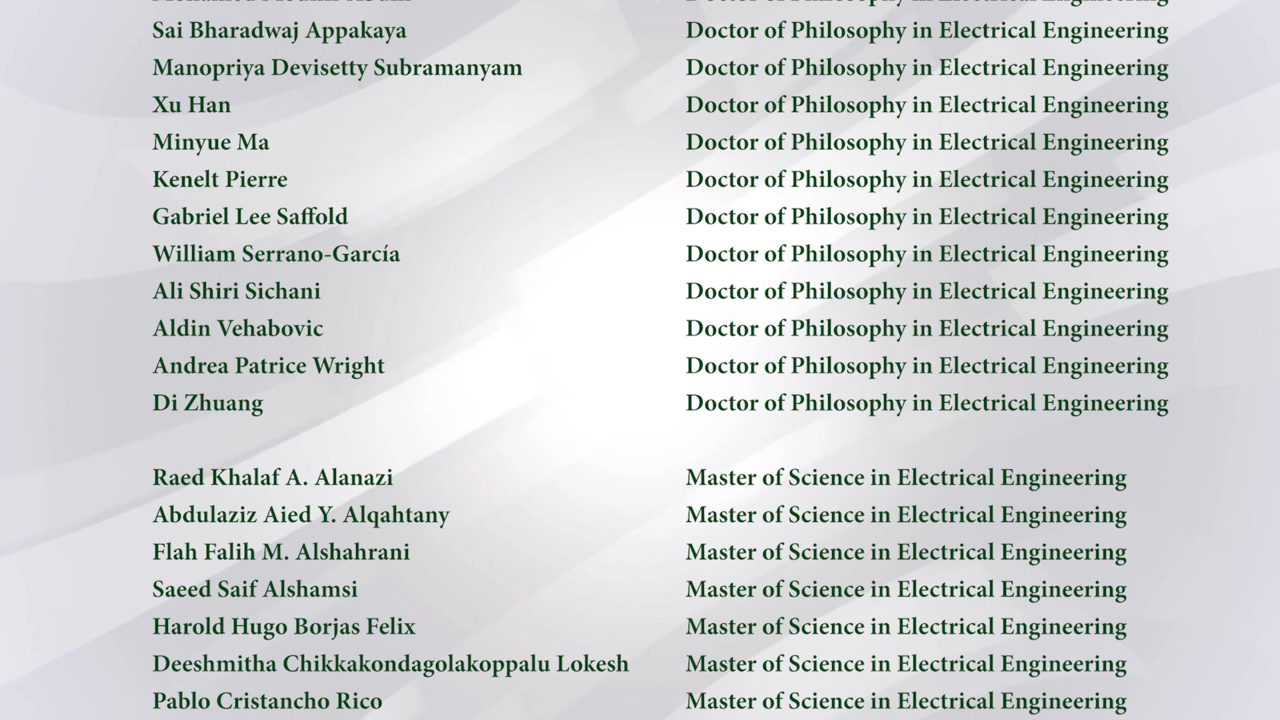 Sai Bharadwaj Appakaya Doctor of Philosophy in Electrical Engineering
Manopriya Devisetty Subramanyam Doctor of Philosophy in Electrical Engineering
Xu Han Doctor of Philosophy in Electrical Engineering
Minyue Ma Doctor of Philosophy in Electrical Engineering
Kenelt Pierre Doctor of Philosophy in Electrical Engineering
Gabriel Lee Saffold Doctor of Philosophy in Electrical Engineering
William Serrano-García Doctor of Philosophy in Electrical Engineering
Ali Shiri Sichani Doctor of Philosophy in Electrical Engineering
Aldin Vehabovic Doctor of Philosophy in Electrical Engineering
Andrea Patrice Wright Doctor of Philosophy in Electrical Engineering
Di Zhuang Doctor of Philosophy in Electrical Engineering
Raed Khalaf A. Alanazi Master of Science in Electrical Engineering
Abdulaziz Aied Y. Alqahtany Master of Science in Electrical Engineering
Flah Falih M. Alshahrani Master of Science in Electrical Engineering
Saeed Saif Alshamsi Master of Science in Electrical Engineering
Harold Hugo Borjas Felix Master of Science in Electrical Engineering
Deeshmitha Chikkakondagolakoppalu Lokesh Master of Science in Electrical Engineering
Pablo Cristancho Rico Master of Science in Electrical Engineering